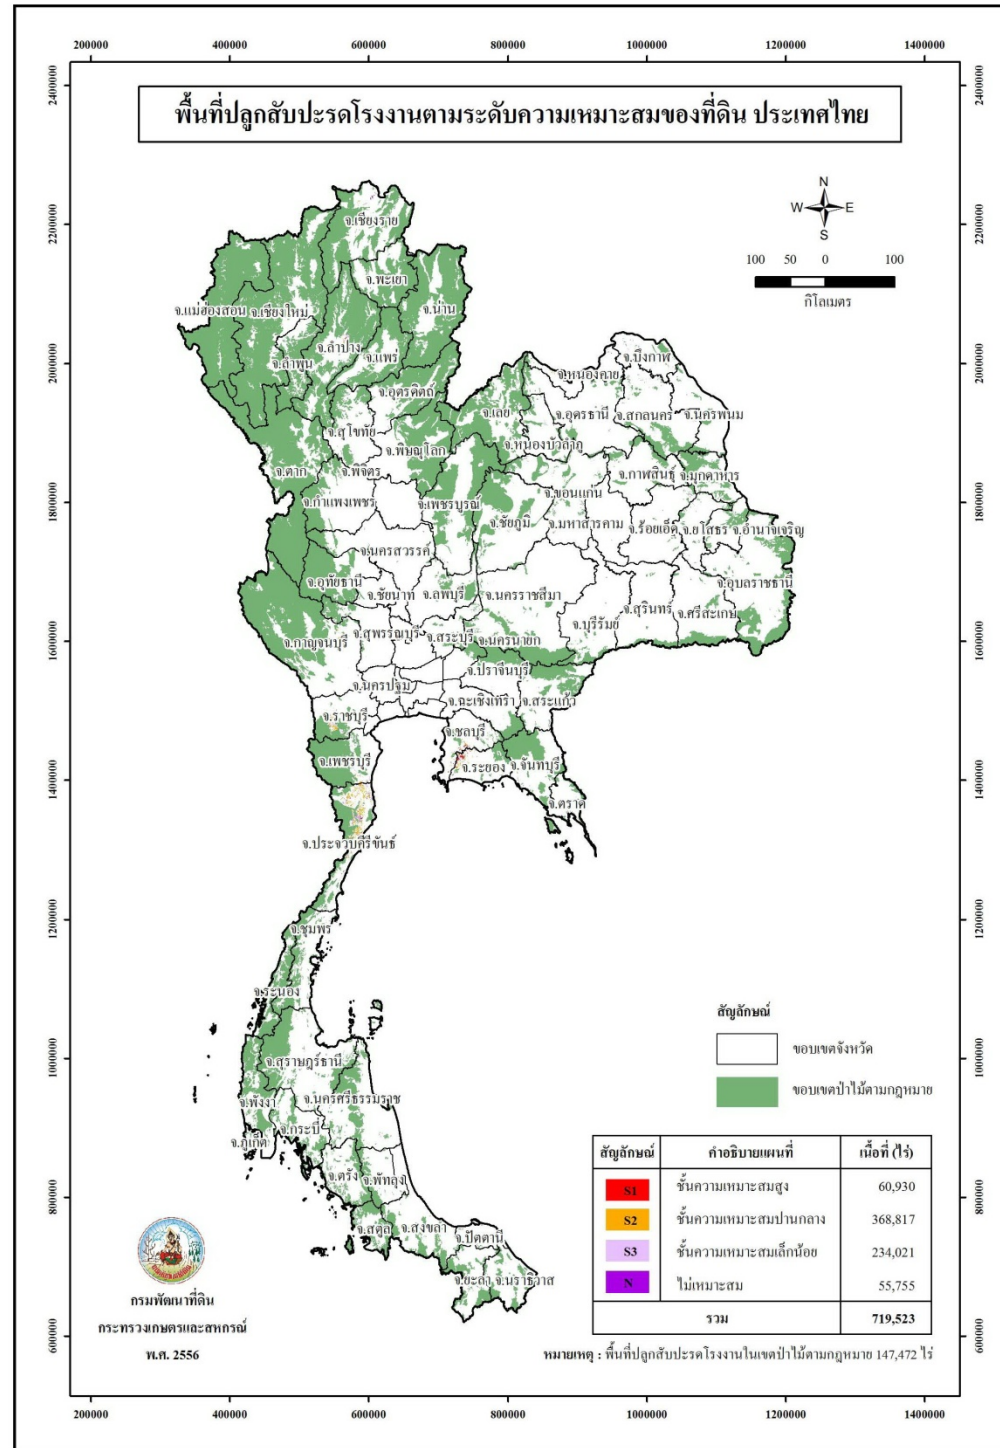 200000 400000 600000 800000 1000000 1200000 1400000
2400000 2400000
พื้นที่ปลูกสับปะรดโรงงานตามระดับความเหมาะสมของที่ดิน ประเทศไทย
N
W E
S
2200000 2200000
จ.เชียงราย
100 50 0 100
กิโลเมตร
จ.พะเยา
จ.แม่ฮ่องสอน จ.เชียงใหม่ จ.น่าน
จ.ลำปาง
จ.ลำพูน จ.แพร่
2000000 2000000
จ.บึงกาฬ
จ.หนองคาย
จ.อุตรดิตถ์
จ.เลย จ.อุดรธานี จ.สกลนคร จ.นครพนม
จ.สุโขทัย
จ.พิษณุโลก จ.หนองบัวลำภู
จ.ตาก จ.พิจิตร จ.กาฬสินธุ์ จ.มุกดาหาร
จ.กำแพงเพชร จ.เพชรบูรณ์ จ.ขอนแก่น
1800000 1800000
จ.ชัยภูมิ จ.มหาสารคาม จ.ร้อยเอ็ด จ.ยโสธร จ.อำนาจเจริญ
จ.นครสวรรค์
จ.อุทัยธานี จ.ชัยนาท จ.ลพบุรี จ.นครราชสีมา จ.อุบลราชธานี
จ.สุรินทร์ จ.ศรีสะเกษ
จ.บุรีรัมย์
จ.สุพรรณบุรี จ.สระบุรี จ.นครนายก
1600000 1600000
จ.กาญจนบุรี
จ.ปราจีนบุรี
จ.นครปฐม จ.ฉะเชิงเทรา จ.สระแก้ว
จ.ราชบุรี จ.ชลบุรี
จ.เพชรบุรี จ.ระยอง จ.จันทบุรี
1400000 1400000
จ.ตราด
จ.ประจวบคีรีขันธ์
1200000 1200000
จ.ชุมพร
จ.ระนอง
สัญลักษณ์
ขอบเขตจังหวัด
1000000 1000000
จ.สุราษฎร์ธานี
ขอบเขตป่าไม้ตามกฎหมาย
จ.พังงา จ.นครศรีธรรมราช
จ.กระบี่
จ.ภูเก็ต
จ.ตรัง จ.พัทลุง
800000 800000
จ.สตูล จ.สงขลา
จ.ปัตตานี
จ.ยะลา จ.นราธิวาส
สัญลักษณ์ คำอธิบายแผนที่ เนื้อที่ (ไร่)
S1 ชั้นความเหมาะสมสูง 60,930
S2 ชั้นความเหมาะสมปานกลาง 368,817
S3 ชั้นความเหมาะสมเล็กน้อย 234,021
N ไม่เหมาะสม 55,755
รวม 719,523
กรมพัฒนาที่ดิน
กระทรวงเกษตรและสหกรณ์
พ.ศ. 2556
600000 600000
หมายเหตุ : พื้นที่ปลูกสับปะรดโรงงานในเขตป่าไม้ตามกฎหมาย 147,472 ไร่
200000 400000 600000 800000 1000000 1200000 1400000